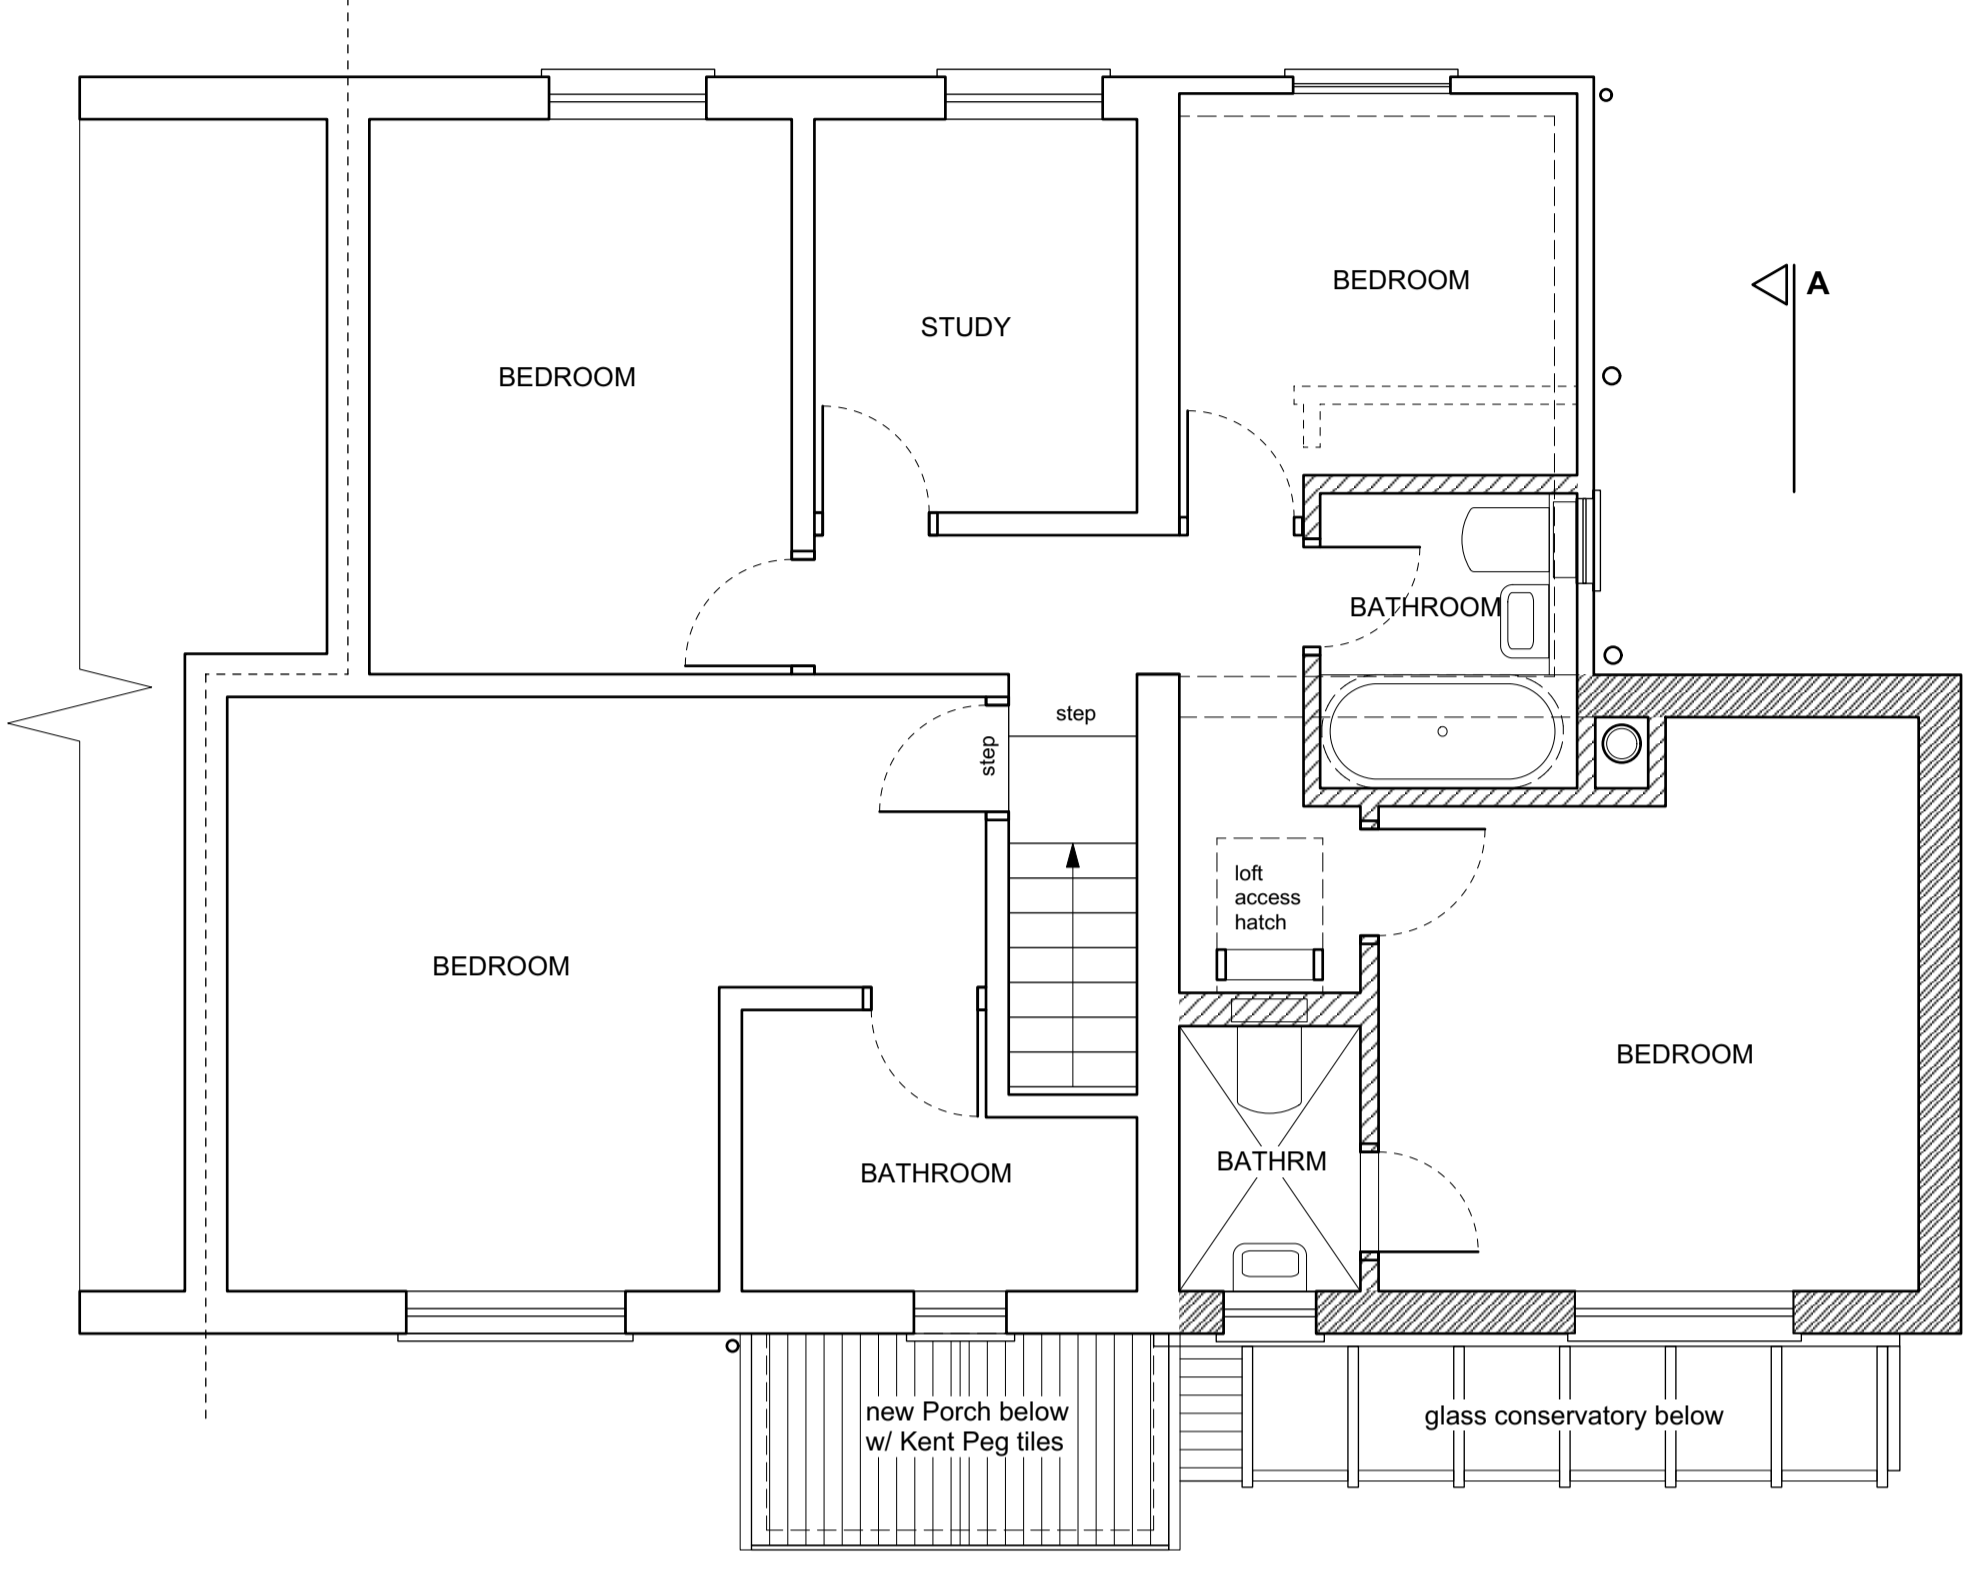 BEDROOM
STUDY
BEDROOM
A
BATHROOM
step
step
loft
access
hatch
BEDROOM
BEDROOM
BATHROOM
BATHRM
new Porch below
w/ Kent Peg tiles
glass conservatory below